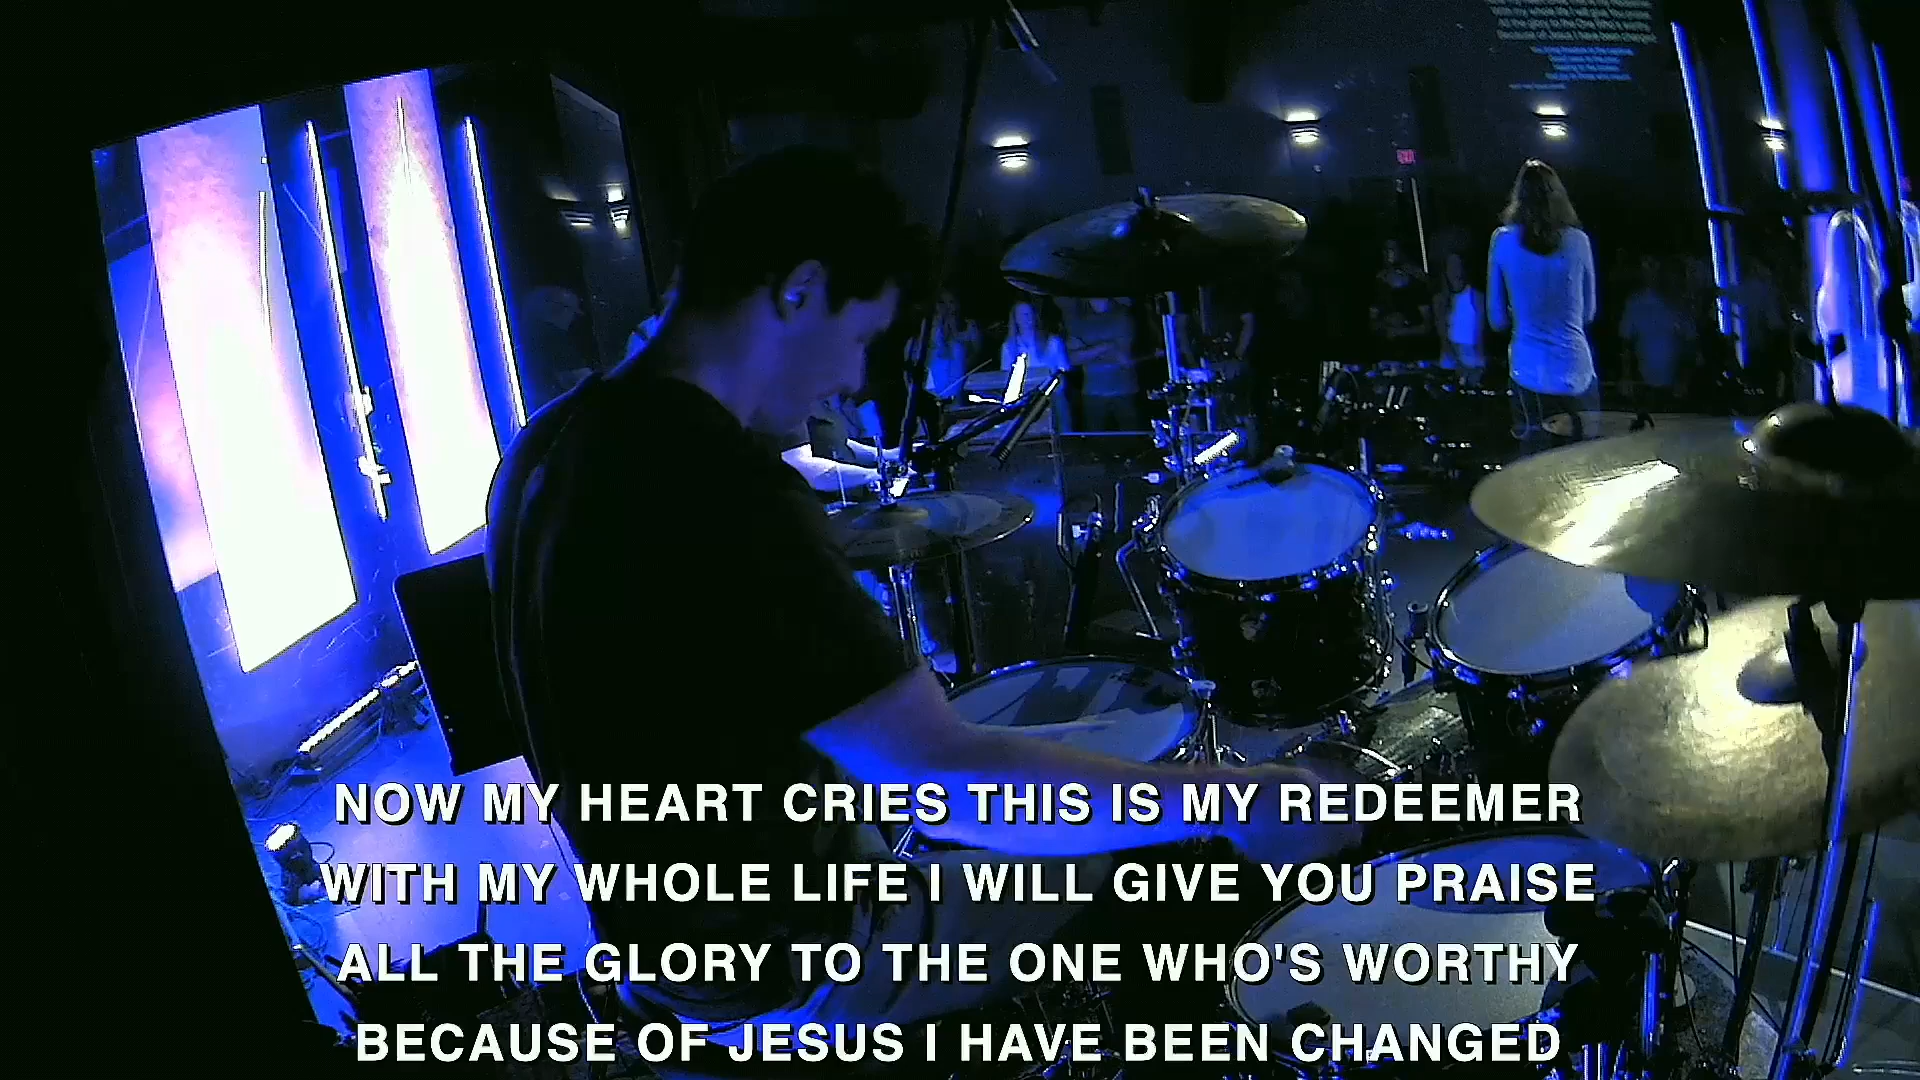 NOW MY HEART CRIES THIS IS MY REDEEMER
WITH MY WHOLE LIFE I WILL GIVE YOU PRAISE
ALL THE GLORY TO THE ONE WHO'S WORTHY
BECAUSE OF JESUS I HAVE BEEN CHANGED